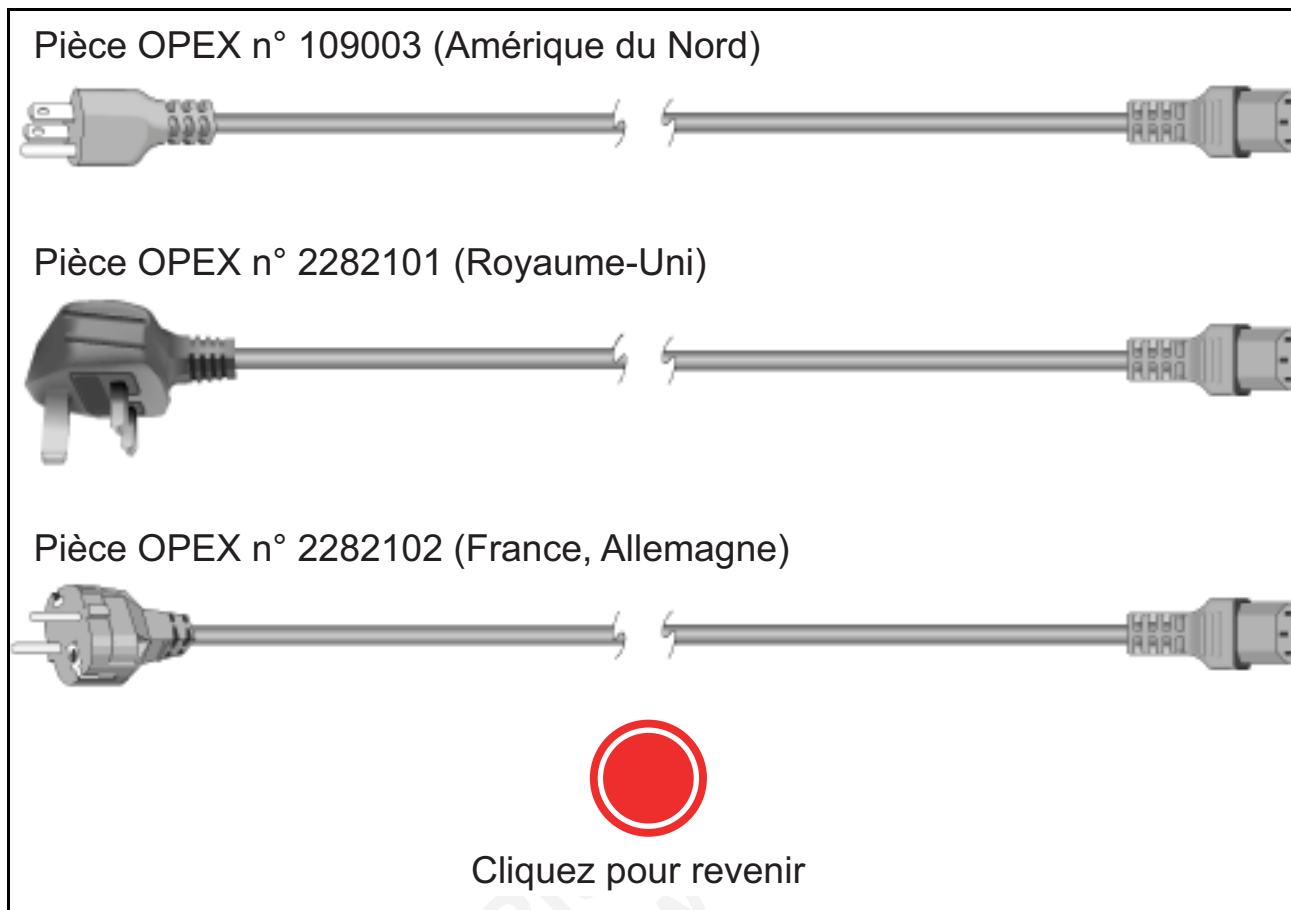 Pièce OPEX n° 109003 (Amérique du Nord)
Pièce OPEX n° 2282101 (Royaume-Uni)
Pièce OPEX n° 2282102 (France, Allemagne)
Cliquez pour revenir